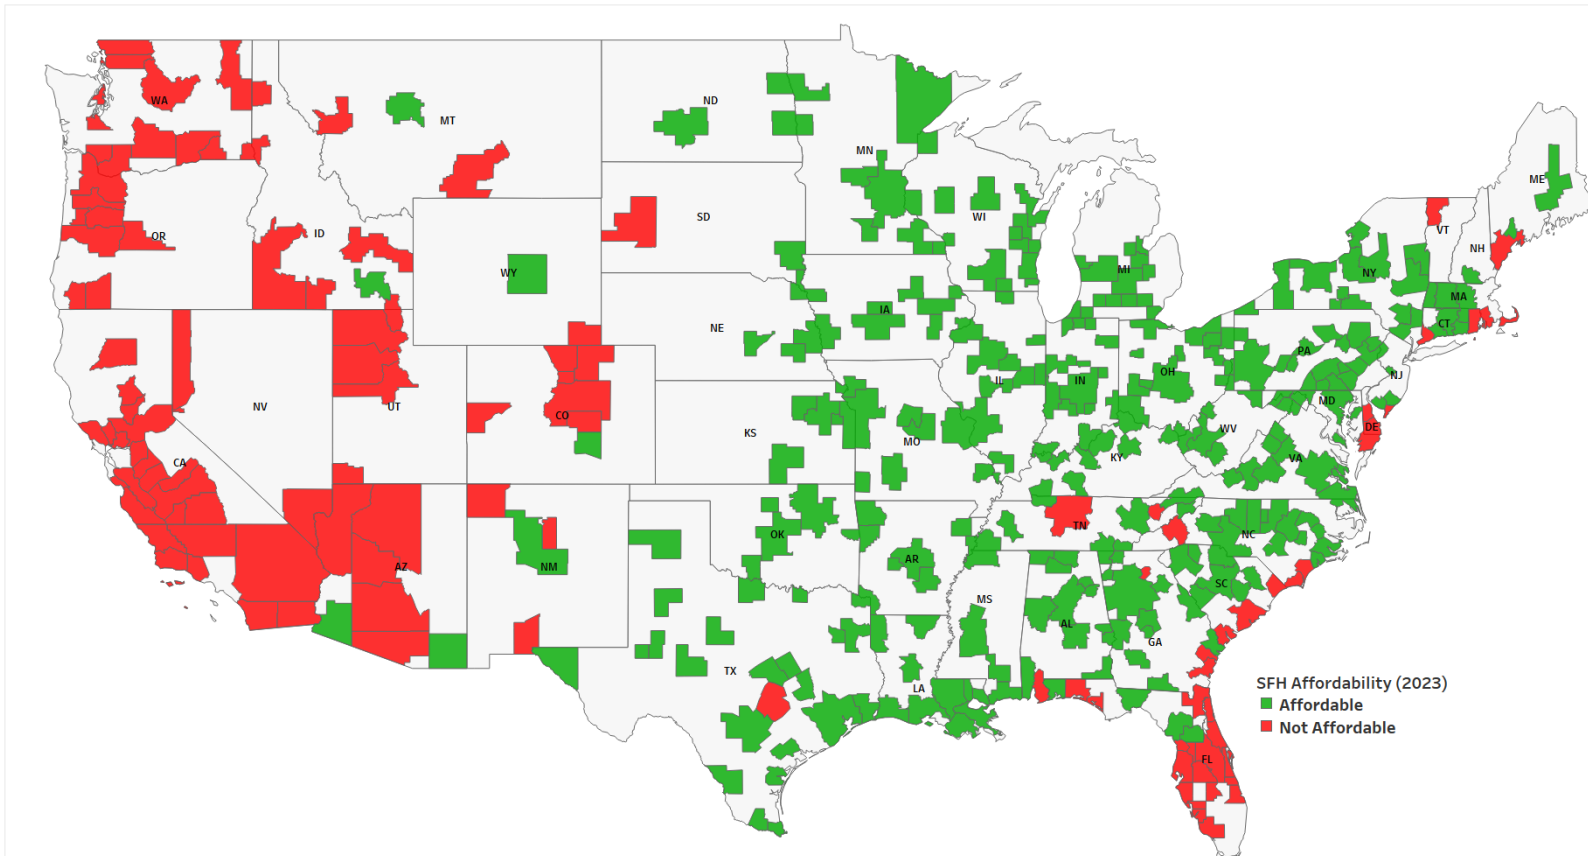 WA
MT
ND
MN
ME
OR
ID
SD
WI
VT
NH
WY
MI
NY
MA
IA
NE
CT
PA
NV
UT
CO
IL
IN
OH
NJ
MD
KS
MO
WV
DE
CA
KY
VA
TN
OK
NC
AZ
NM
AR
SC
MS
AL
GA
TX
LA
FL
SFH Affordability (2023)
Affordable
Not Affordable